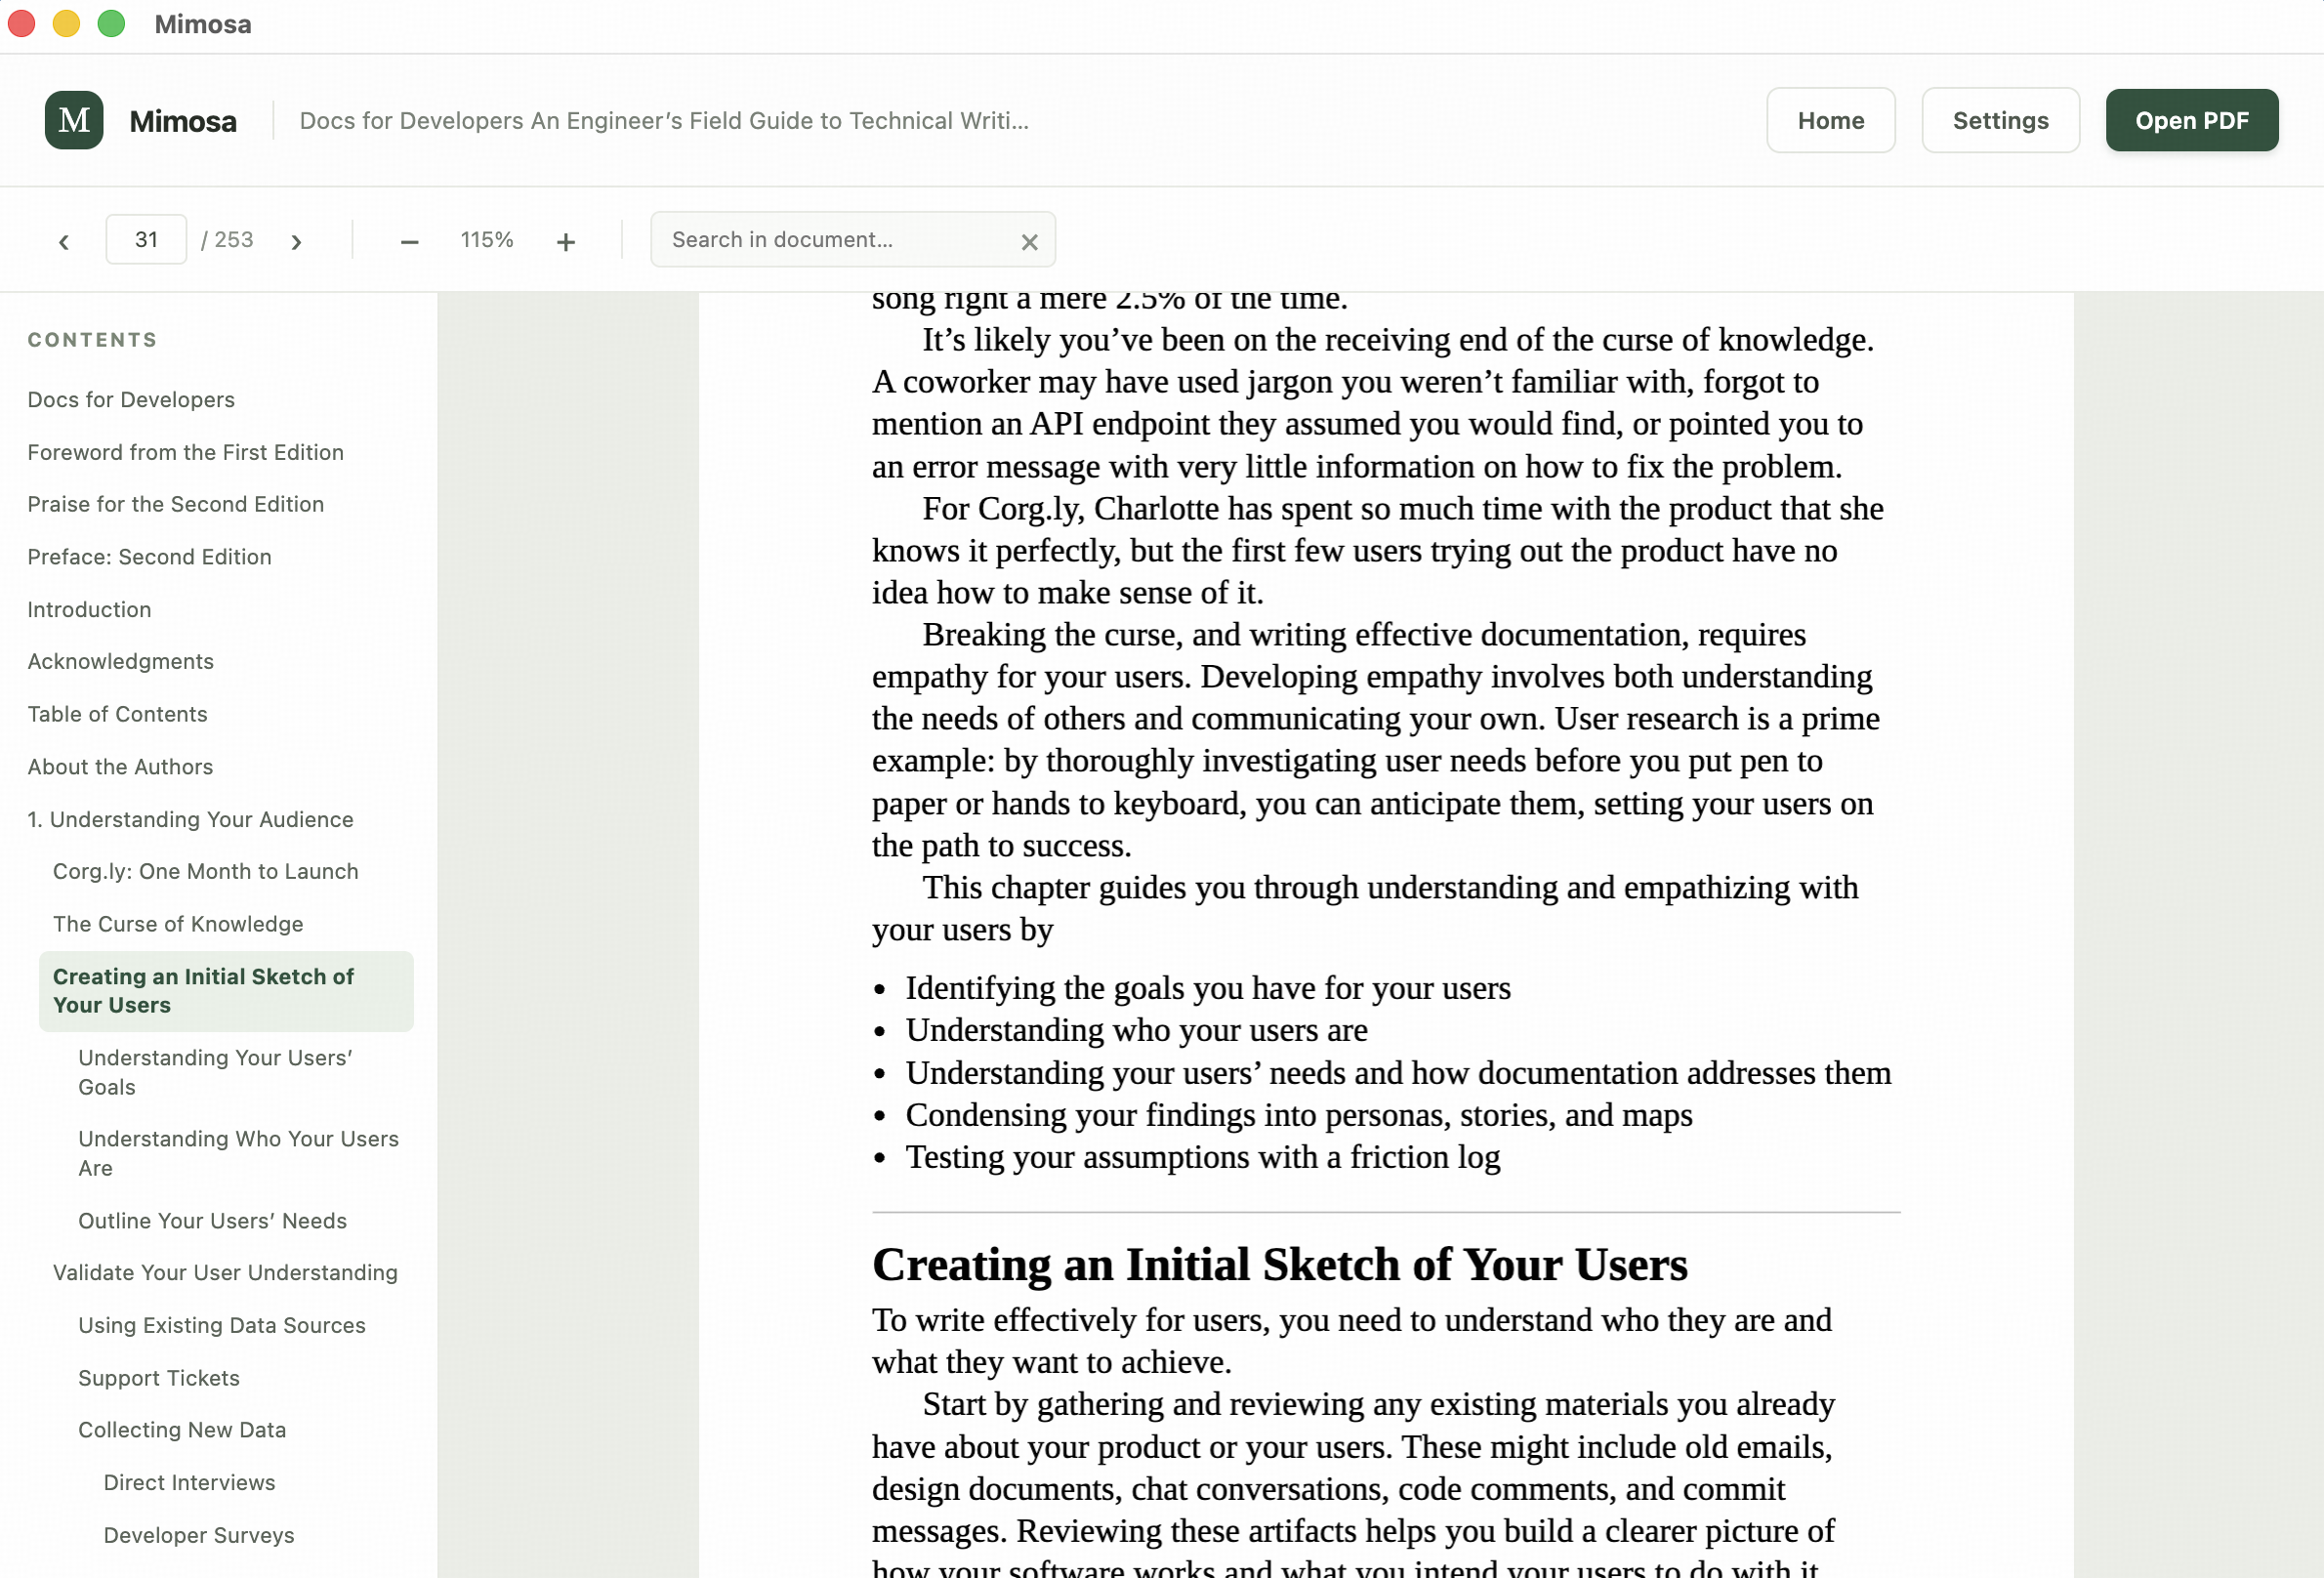 Mimosa
M Mimosa
Docs for Developers An Engineer’s Field Guide to Technical Writi…
Home
Settings
Open PDF
‹ 31 / 253 ›
− 115% +
Search in document… ×
CONTENTS
Docs for Developers
Foreword from the First Edition
Praise for the Second Edition
Preface: Second Edition
Introduction
Acknowledgments
Table of Contents
About the Authors
1. Understanding Your Audience
Corg.ly: One Month to Launch
The Curse of Knowledge
Creating an Initial Sketch of
Your Users
Understanding Your Users’
Goals
Understanding Who Your Users
Are
Outline Your Users’ Needs
Validate Your User Understanding
Using Existing Data Sources
Support Tickets
Collecting New Data
Direct Interviews
Developer Surveys
song right a mere 2.5% of the time.
It’s likely you’ve been on the receiving end of the curse of knowledge.
A coworker may have used jargon you weren’t familiar with, forgot to
mention an API endpoint they assumed you would find, or pointed you to
an error message with very little information on how to fix the problem.
For Corg.ly, Charlotte has spent so much time with the product that she
knows it perfectly, but the first few users trying out the product have no
idea how to make sense of it.
Breaking the curse, and writing effective documentation, requires
empathy for your users. Developing empathy involves both understanding
the needs of others and communicating your own. User research is a prime
example: by thoroughly investigating user needs before you put pen to
paper or hands to keyboard, you can anticipate them, setting your users on
the path to success.
This chapter guides you through understanding and empathizing with
your users by
• Identifying the goals you have for your users
• Understanding who your users are
• Understanding your users’ needs and how documentation addresses them
• Condensing your findings into personas, stories, and maps
• Testing your assumptions with a friction log
Creating an Initial Sketch of Your Users
To write effectively for users, you need to understand who they are and
what they want to achieve.
Start by gathering and reviewing any existing materials you already
have about your product or your users. These might include old emails,
design documents, chat conversations, code comments, and commit
messages. Reviewing these artifacts helps you build a clearer picture of
how your software works and what you intend your users to do with it